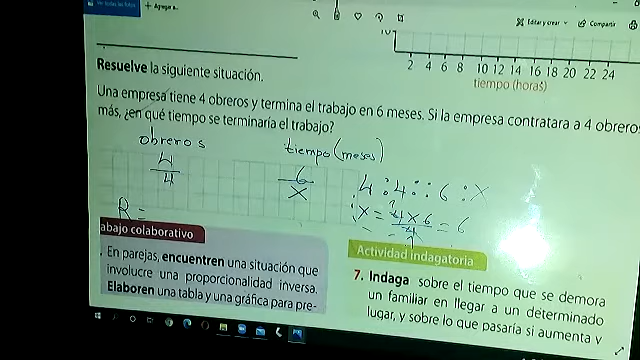 Ver todas las fotos + Agregar a...
Editar y crear Compartir
10
2 4 6 8 10 12 14 16 18 20 22 24
tiempo (horas)
Resuelve la siguiente situación.
Una empresa tiene 4 obreros y termina el trabajo en 6 meses. Si la empresa contratara a 4 obreros
más, ¿en qué tiempo se terminaría el trabajo?
obreros tiempo (meses)
4 6
4 X
4 : 4 :: 6 : X
X = 4 x 6 = 6
4
R =
abajo colaborativo
En parejas, encuentren una situación que
involucre una proporcionalidad inversa.
Elaboren una tabla y una gráfica para pre-
Actividad indagatoria
7. Indaga sobre el tiempo que se demora
un familiar en llegar a un determinado
lugar, y sobre lo que pasaría si aumenta y